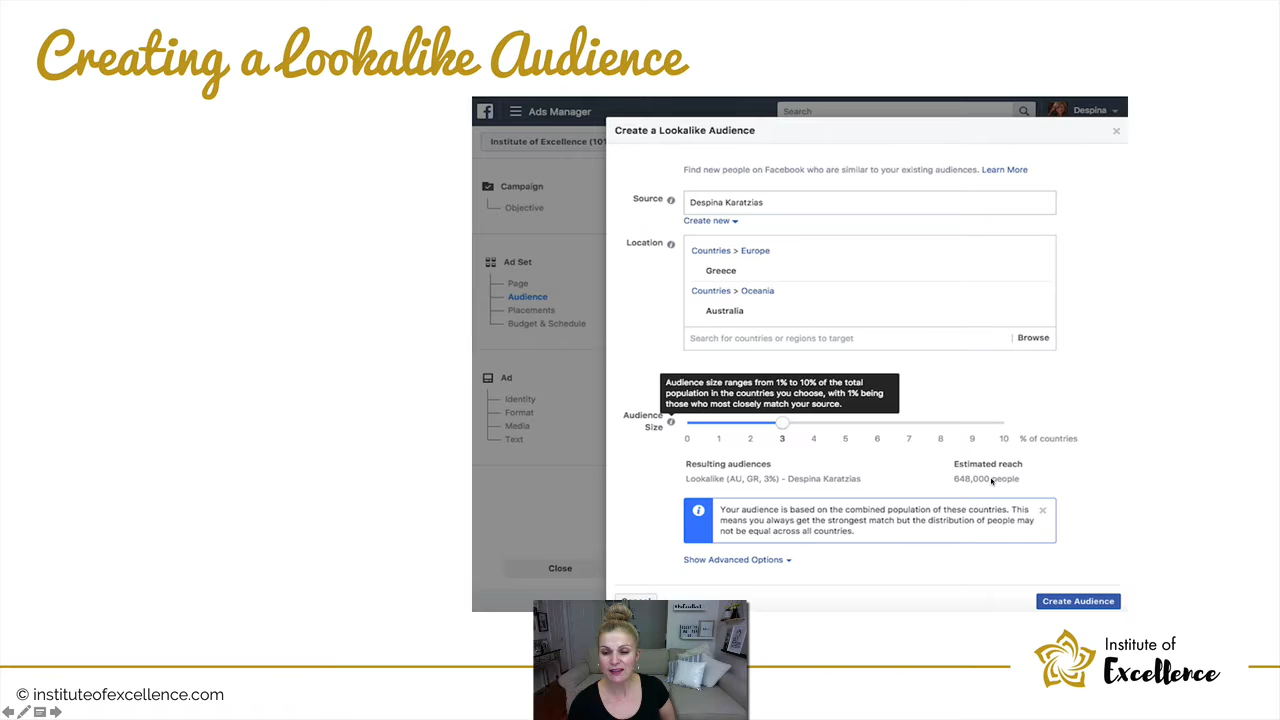 Creating a Lookalike Audience
Ads Manager
Search
Despina
Institute of Excellence (101
Create a Lookalike Audience
Find new people on Facebook who are similar to your existing audiences. Learn More
Campaign
Objective
Source
Despina Karatzias
Create new
Location
Countries > Europe
Greece
Countries > Oceania
Australia
Search for countries or regions to target
Browse
Ad Set
Page
Audience
Placements
Budget & Schedule
Audience size ranges from 1% to 10% of the total
population in the countries you choose, with 1% being
those who most closely match your source.
Ad
Identity
Format
Media
Text
Audience
Size
0 1 2 3 4 5 6 7 8 9 10 % of countries
Resulting audiences
Estimated reach
Lookalike (AU, GR, 3%) - Despina Karatzias
648,000 people
Your audience is based on the combined population of these countries. This
means you always get the strongest match but the distribution of people may
not be equal across all countries.
Show Advanced Options
Close
Create Audience
Institute of
Excellence
© instituteofexcellence.com